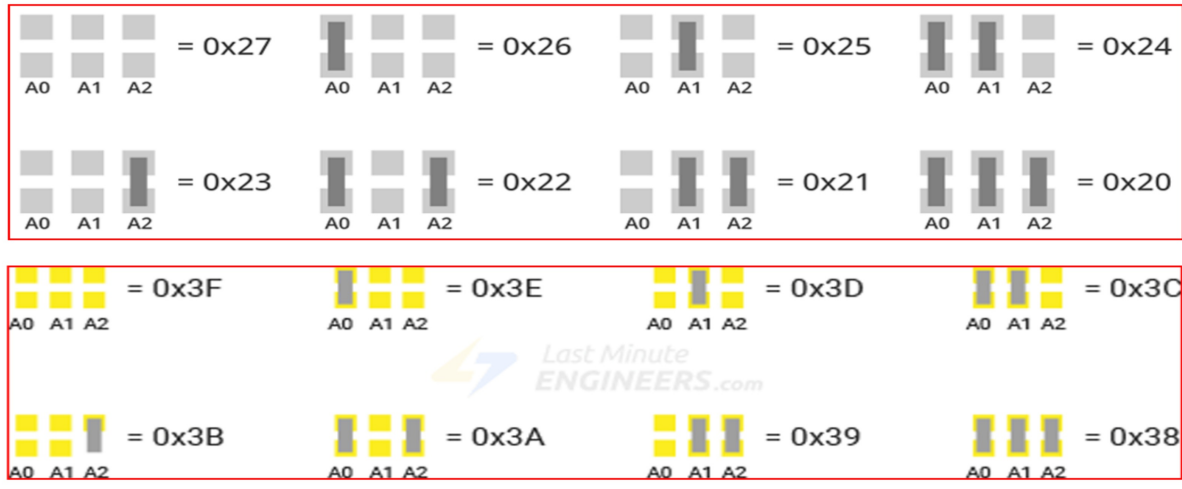 = 0x27 = 0x26 = 0x25 = 0x24
A0 A1 A2 A0 A1 A2 A0 A1 A2 A0 A1 A2
= 0x23 = 0x22 = 0x21 = 0x20
A0 A1 A2 A0 A1 A2 A0 A1 A2 A0 A1 A2
= 0x3F = 0x3E = 0x3D = 0x3C
A0 A1 A2 A0 A1 A2 A0 A1 A2 A0 A1 A2
Last Minute
ENGINEERS.com
= 0x3B = 0x3A = 0x39 = 0x38
A0 A1 A2 A0 A1 A2 A0 A1 A2 A0 A1 A2